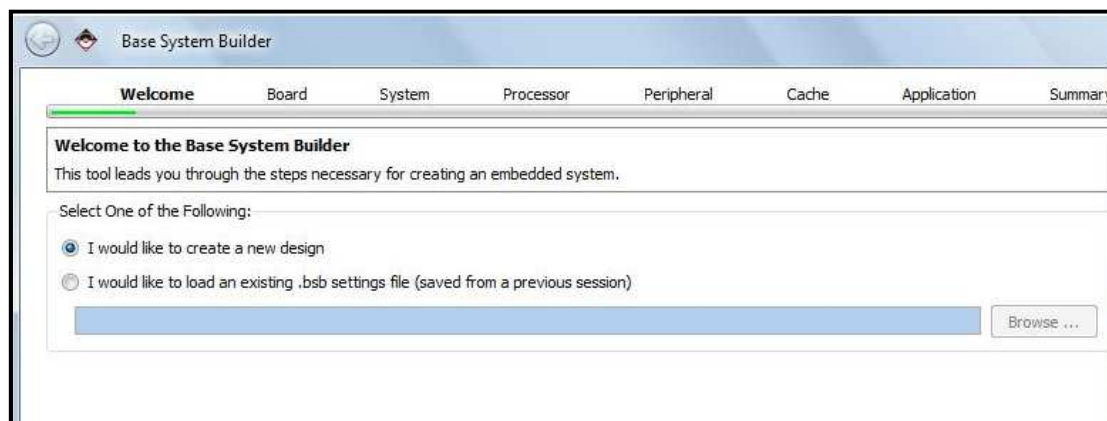 Base System Builder
Welcome Board System Processor Peripheral Cache Application Summary
Welcome to the Base System Builder
This tool leads you through the steps necessary for creating an embedded system.
Select One of the Following:
I would like to create a new design
I would like to load an existing .bsb settings file (saved from a previous session)
Browse ...